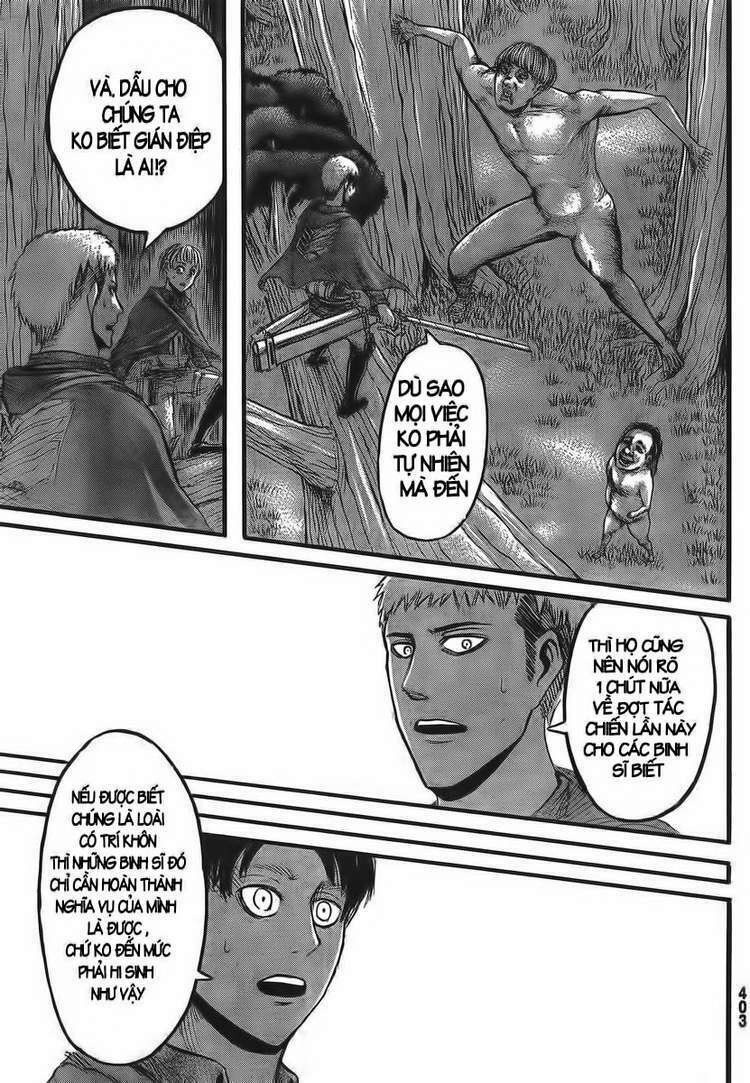 DÙ SAO
MỌI VIỆC
KO PHẢI
TỰ NHIÊN
MÀ ĐẾN
VÀ, DẪU CHO
CHÚNG TA
KO BIẾT GIÁN ĐIỆP
LÀ AI!?
THÌ HỌ CŨNG
NÊN NÓI RÕ
1 CHÚT NỮA
VỀ ĐỢT TÁC
CHIẾN LẦN NÀY
CHO CÁC BINH
SĨ BIẾT
NẾU ĐƯỢC BIẾT
CHÚNG LÀ LOÀI
CÓ TRÍ KHÔN
THÌ NHỮNG BINH SĨ ĐÓ
CHỈ CẦN HOÀN THÀNH
NGHĨA VỤ CỦA MÌNH
LÀ ĐƯỢC,
CHỨ KO ĐẾN MỨC
PHẢI HI SINH
NHƯ VẬY
403